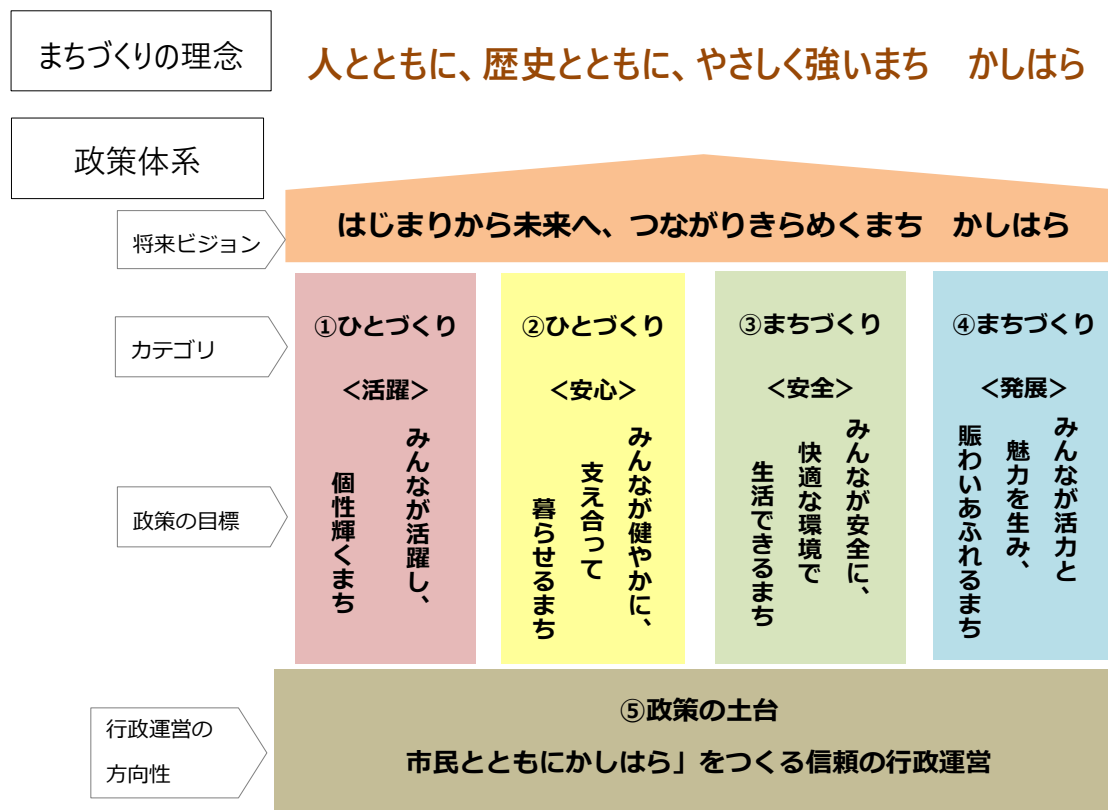 まちづくりの理念
人とともに、歴史とともに、やさしく強いまち　かしはら
政策体系
将来ビジョン
はじまりから未来へ、つながりきらめくまち　かしはら
カテゴリ
①ひとづくり
<活躍>
②ひとづくり
<安心>
③まちづくり
<安全>
④まちづくり
<発展>
政策の目標
みんなが活躍し、
個性輝くまち
みんなが健やかに、
支え合って
暮らせるまち
みんなが安全に、
快適な環境で
生活できるまち
みんなが活力と
魅力を生み、
賑わいあふれるまち
行政運営の
方向性
⑤政策の土台
市民とともにかしはら」をつくる信頼の行政運営